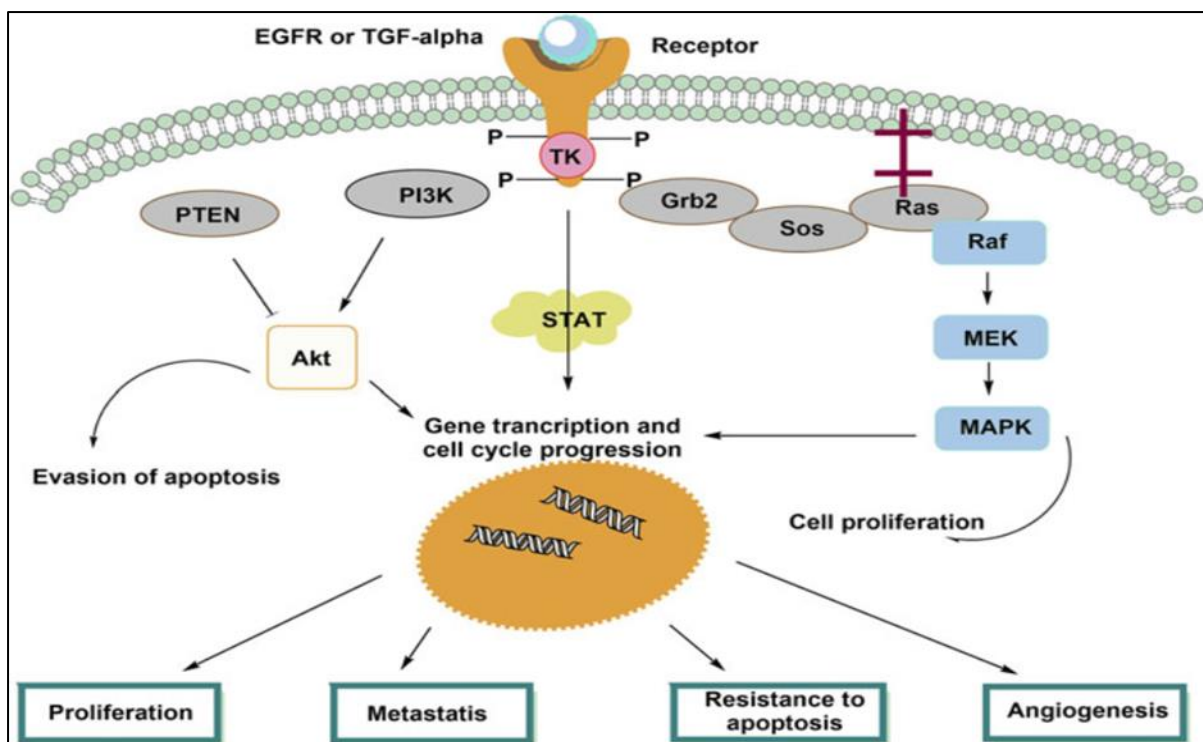 EGFR or TGF-alpha
Receptor
P
P
TK
P
P
PTEN
PI3K
Grb2
Sos
Ras
Raf
STAT
MEK
Akt
MAPK
Gene trancription and
cell cycle progression
Evasion of apoptosis
Cell proliferation
Proliferation
Metastatis
Resistance to
apoptosis
Angiogenesis